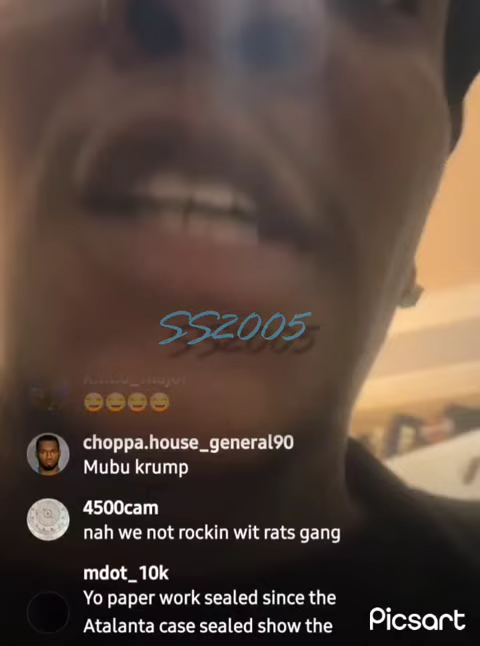 SS2005
😂😂😂😂
choppa.house_general90
Mubu krump
4500cam
nah we not rockin wit rats gang
mdot_10k
Yo paper work sealed since the
Atalanta case sealed show the
Picsart